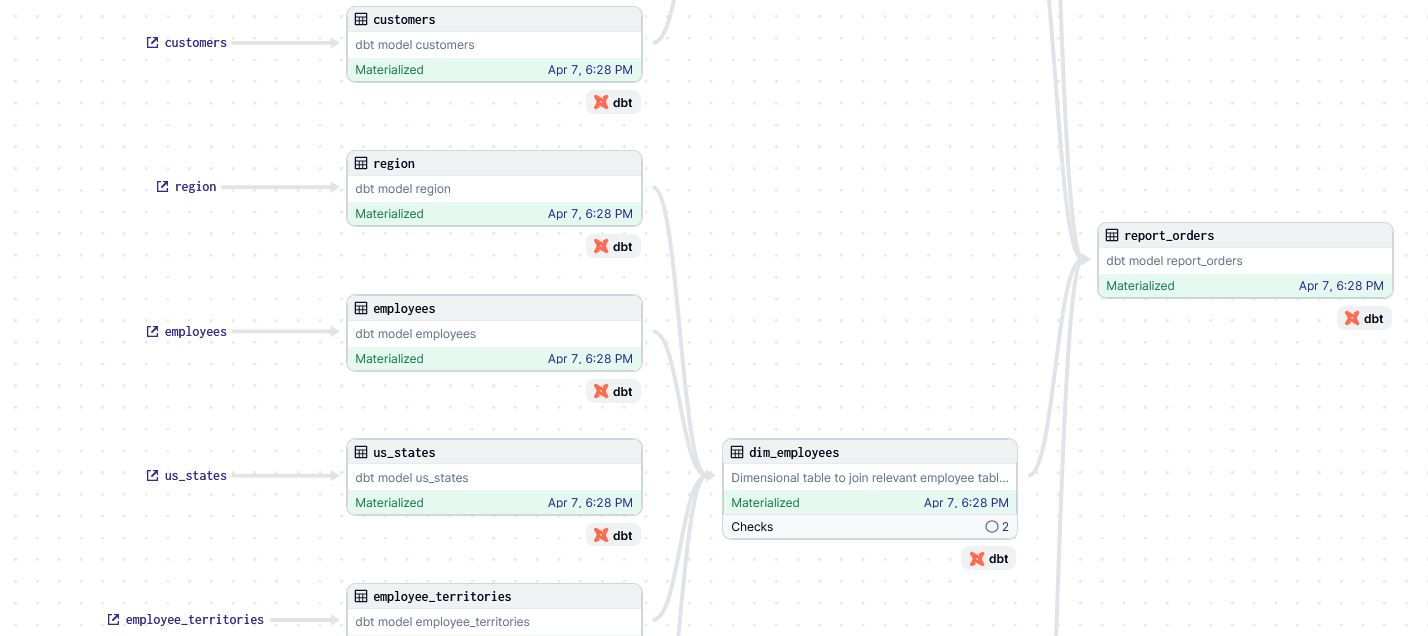 customers
customers
dbt model customers
Materialized Apr 7, 6:28 PM
dbt
region
region
dbt model region
Materialized Apr 7, 6:28 PM
dbt
employees
employees
dbt model employees
Materialized Apr 7, 6:28 PM
dbt
us_states
us_states
dbt model us_states
Materialized Apr 7, 6:28 PM
dbt
employee_territories
employee_territories
dbt model employee_territories
dim_employees
Dimensional table to join relevant employee tabl...
Materialized Apr 7, 6:28 PM
Checks 2
dbt
report_orders
dbt model report_orders
Materialized Apr 7, 6:28 PM
dbt